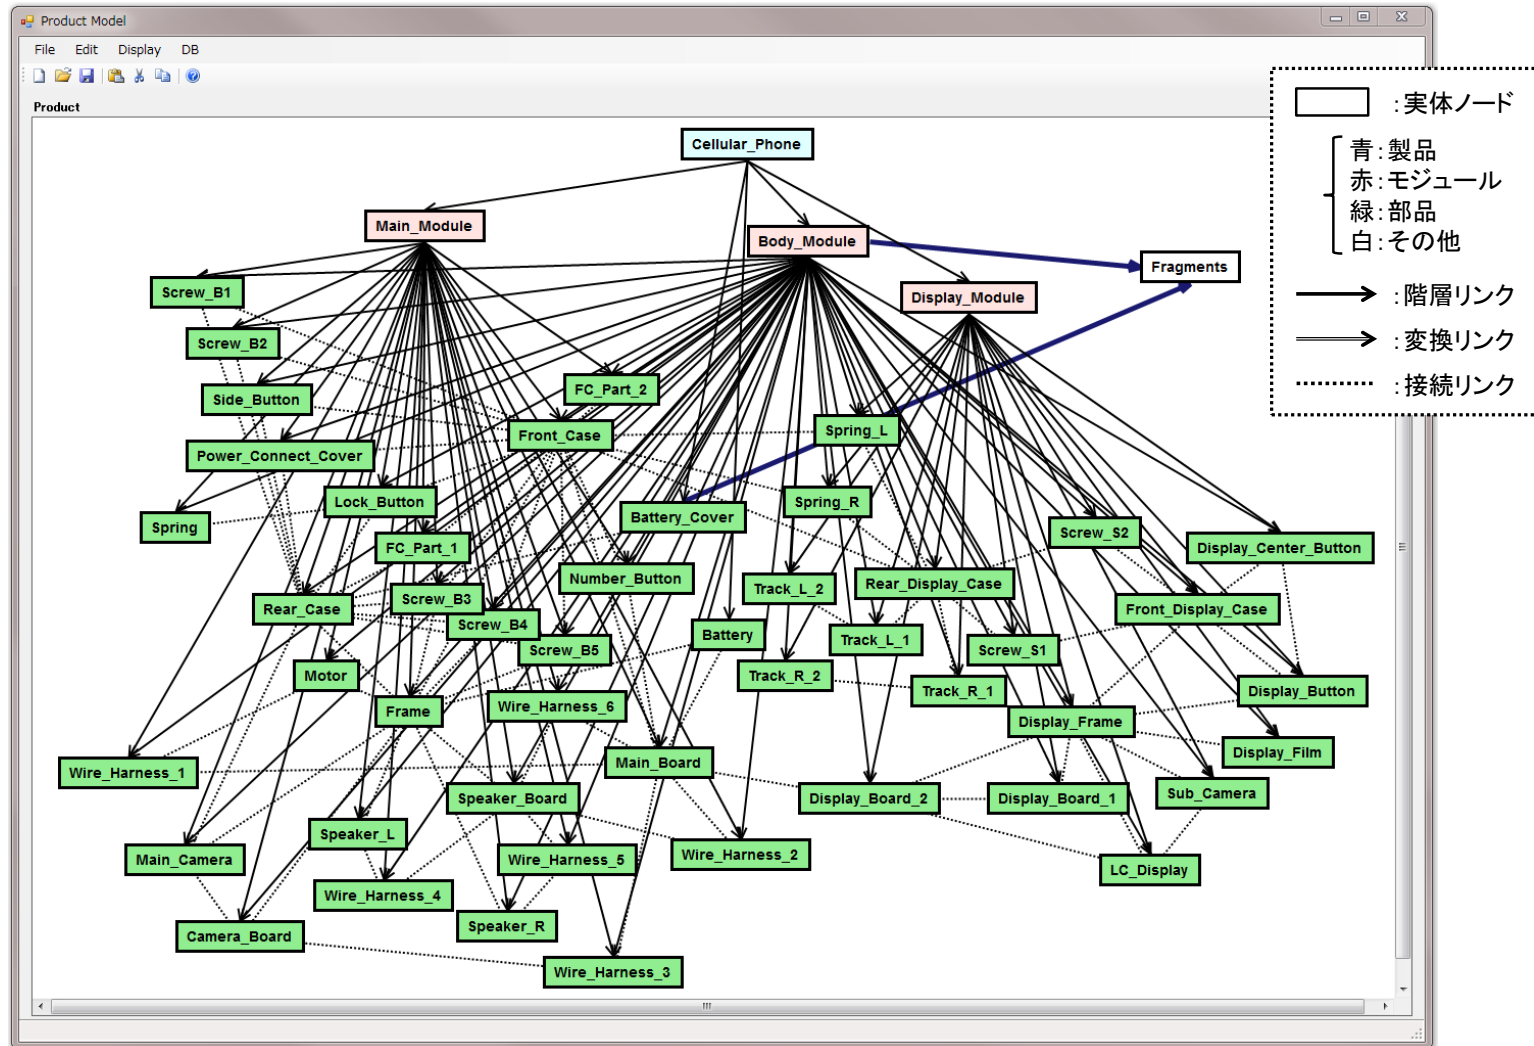 Product Model
File Edit Display DB
Product
Cellular_Phone
Main_Module
Body_Module
Fragments
Display_Module
Screw_B1
Screw_B2
FC_Part_2
Side_Button
Front_Case
Spring_L
Power_Connect_Cover
Lock_Button
Spring_R
Battery_Cover
Spring
Screw_S2
FC_Part_1
Display_Center_Button
Number_Button
Rear_Display_Case
Track_L_2
Screw_B3
Rear_Case
Front_Display_Case
Screw_B4
Battery
Track_L_1
Screw_B5
Screw_S1
Motor
Track_R_2
Track_R_1
Display_Button
Wire_Harness_6
Frame
Display_Frame
Display_Film
Main_Board
Wire_Harness_1
Sub_Camera
Speaker_Board
Display_Board_2
Display_Board_1
Speaker_L
Wire_Harness_2
Main_Camera
Wire_Harness_5
LC_Display
Wire_Harness_4
Speaker_R
Camera_Board
Wire_Harness_3
:実体ノード
青:製品
赤:モジュール
緑:部品
白:その他
:階層リンク
:変換リンク
:接続リンク